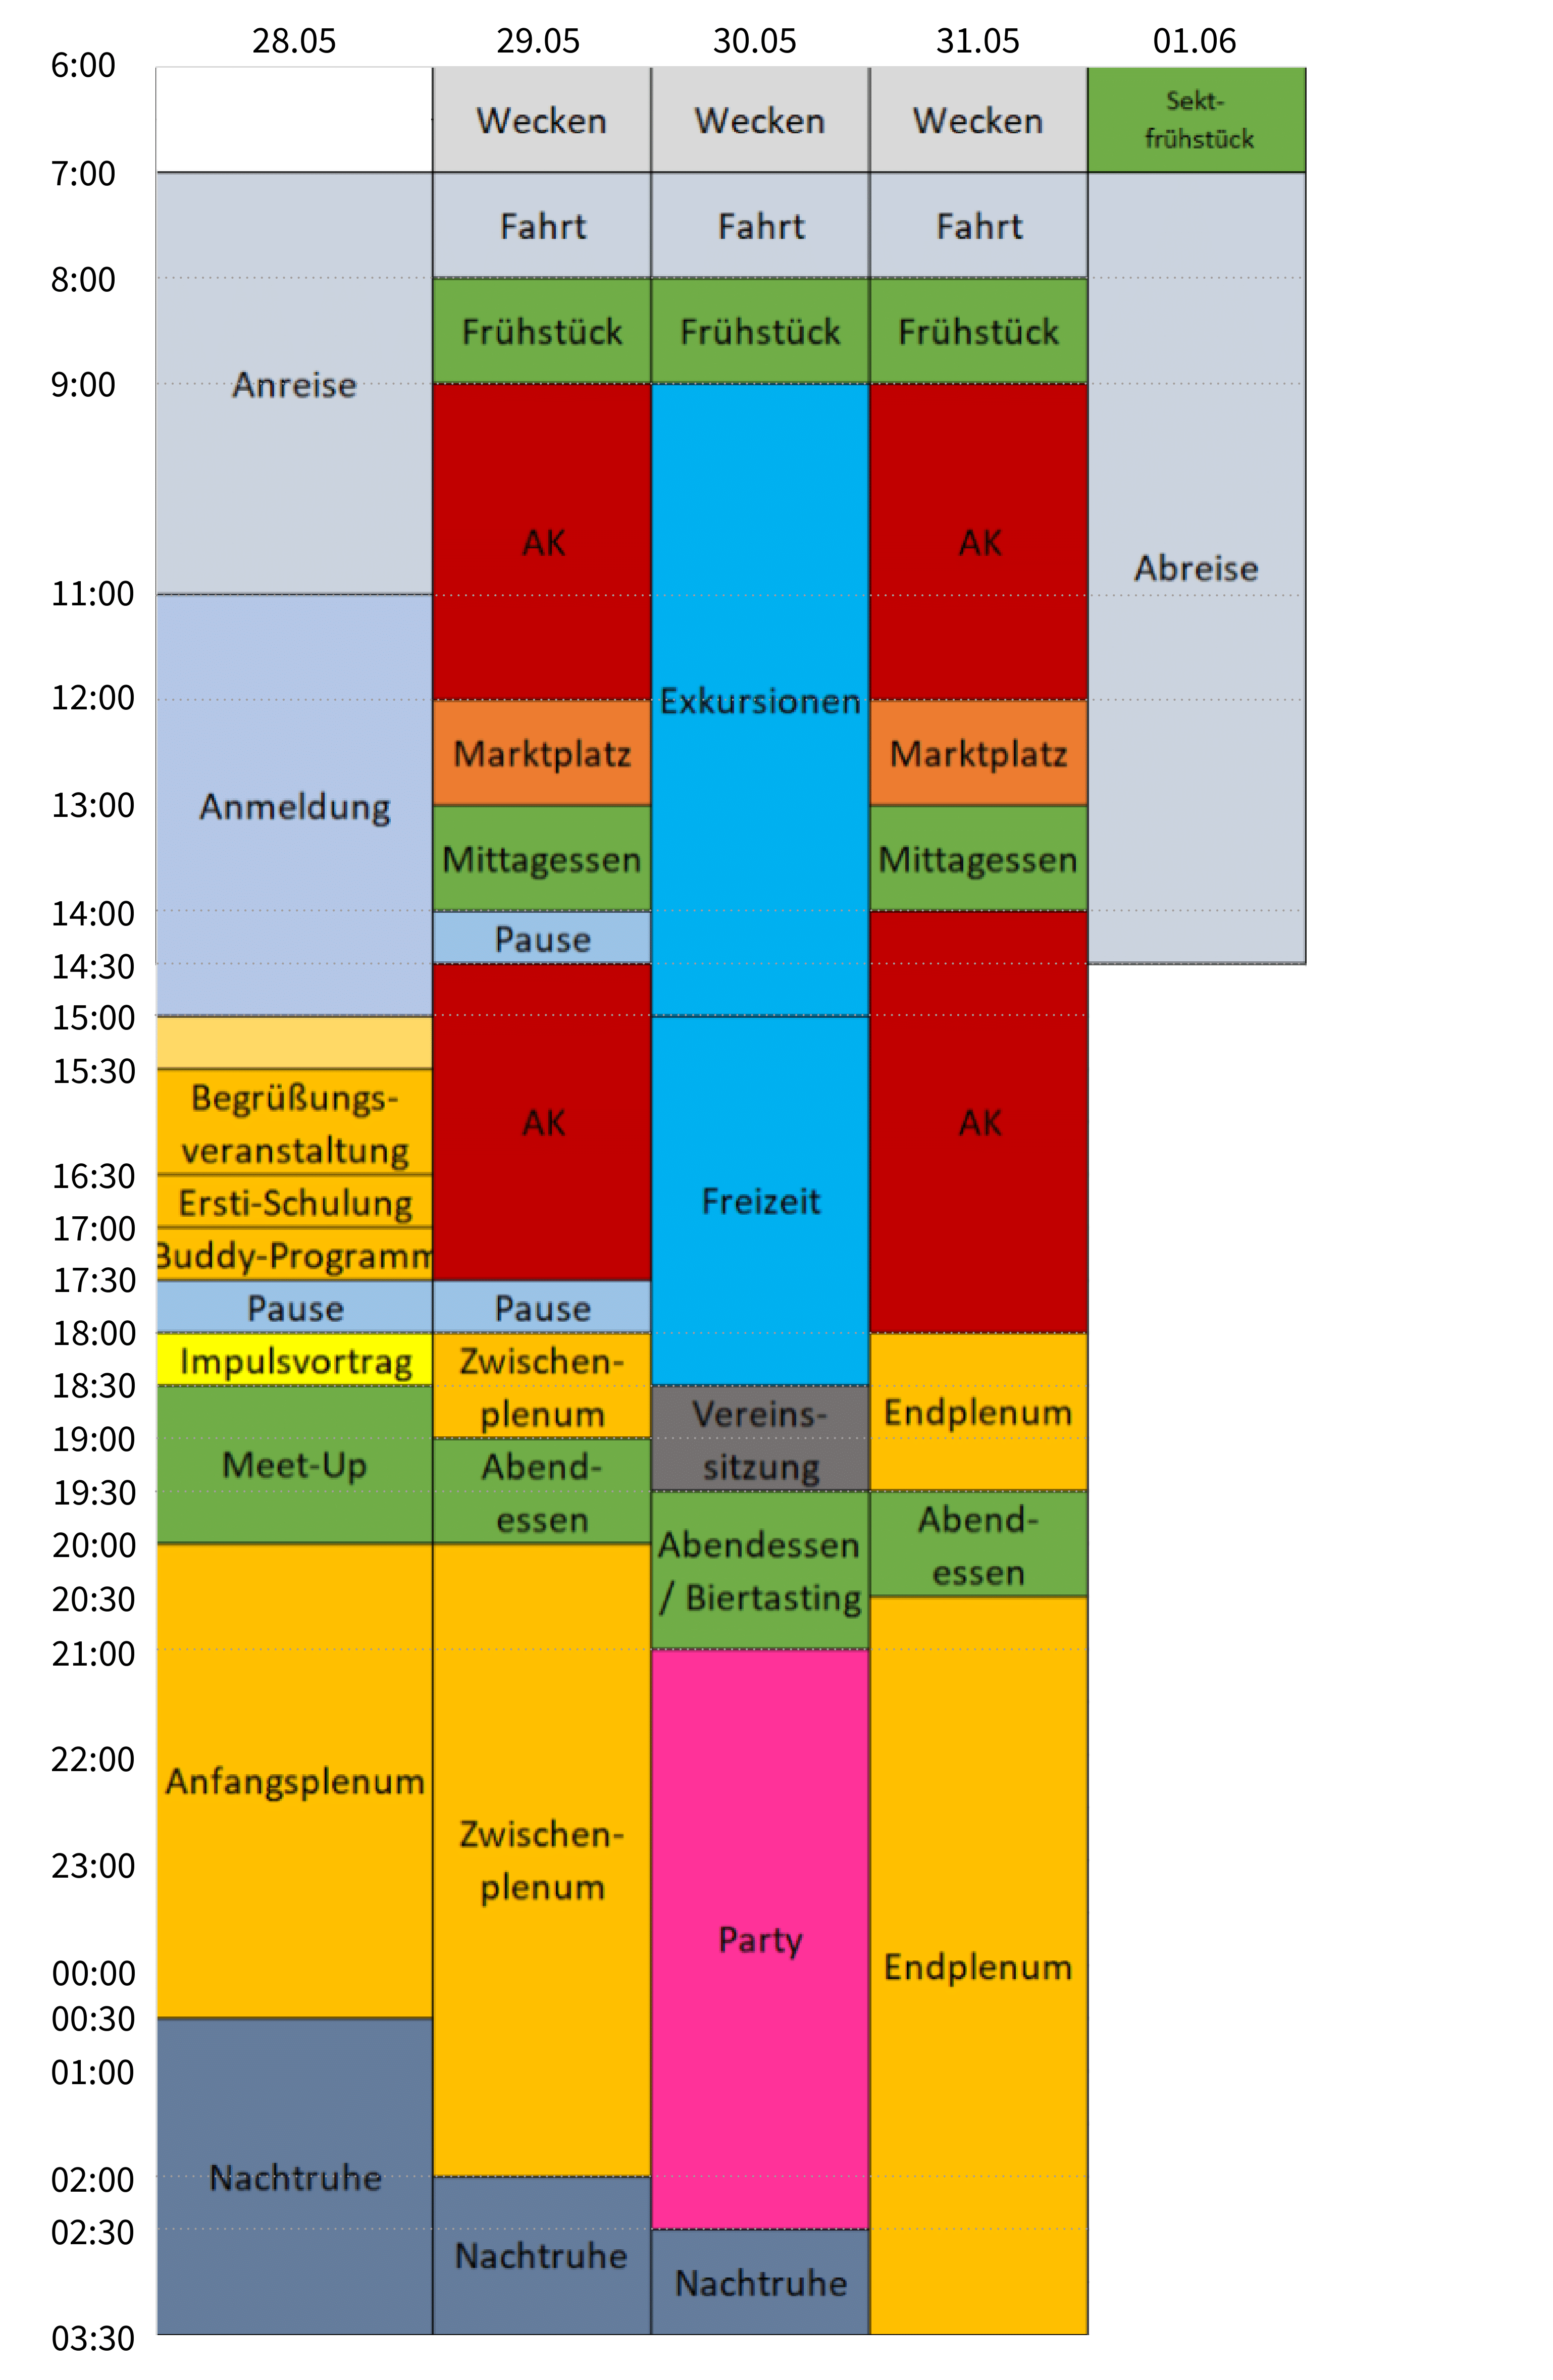 28.05 29.05 30.05 31.05 01.06
6:00
Wecken Wecken Wecken Sekt-
frühstück
7:00
Fahrt Fahrt Fahrt
8:00
Frühstück Frühstück Frühstück
9:00
Anreise
AK AK
Abreise
11:00
12:00
Exkursionen
Marktplatz Marktplatz
13:00
Anmeldung
Mittagessen Mittagessen
14:00
Pause
14:30
15:00
15:30
Begrüßungs-
veranstaltung
AK AK
16:30
Ersti-Schulung
Freizeit
17:00
Buddy-Programm
17:30
Pause Pause
18:00
Impulsvortrag
Zwischen-
plenum
18:30
Vereins-
sitzung
Endplenum
19:00
Meet-Up
Abend-
essen
19:30
Abendessen
/ Biertasting
Abend-
essen
20:00
20:30
21:00
22:00
Anfangsplenum
Zwischen-
plenum
23:00
Party
Endplenum
00:00
00:30
01:00
02:00
Nachtruhe
02:30
Nachtruhe
Nachtruhe
03:30